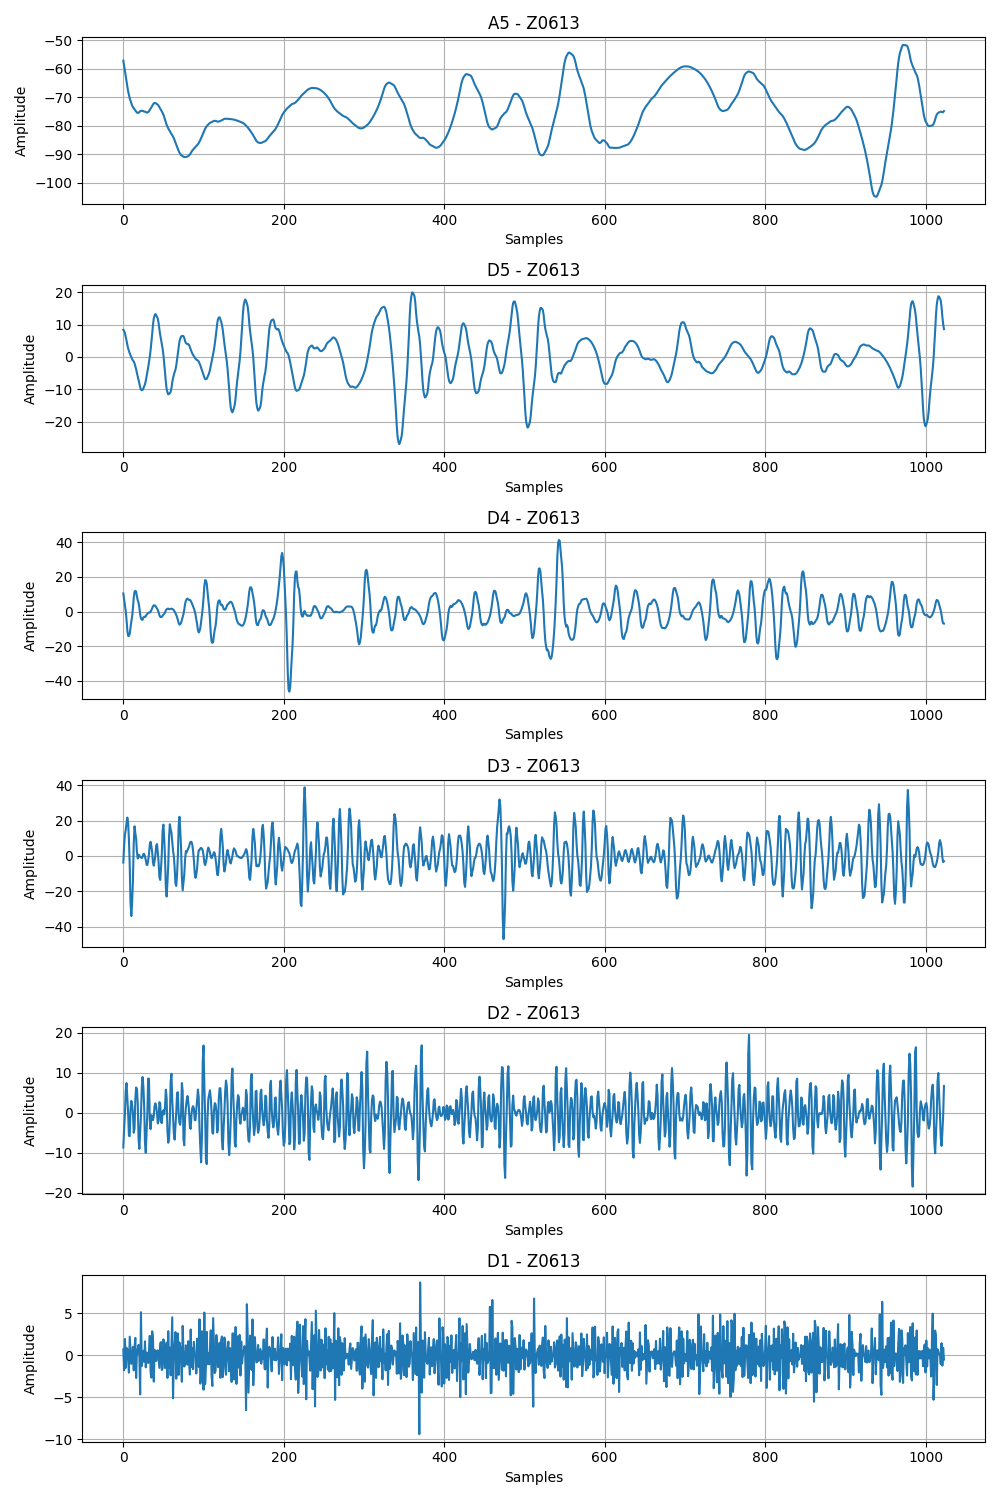 A5 - Z0613
−50
−60
−70
−80
−90
−100
Amplitude
0 200 400 600 800 1000
Samples
D5 - Z0613
20
10
0
−10
−20
Amplitude
0 200 400 600 800 1000
Samples
D4 - Z0613
40
20
0
−20
−40
Amplitude
0 200 400 600 800 1000
Samples
D3 - Z0613
40
20
0
−20
−40
Amplitude
0 200 400 600 800 1000
Samples
D2 - Z0613
20
10
0
−10
−20
Amplitude
0 200 400 600 800 1000
Samples
D1 - Z0613
5
0
−5
−10
Amplitude
0 200 400 600 800 1000
Samples